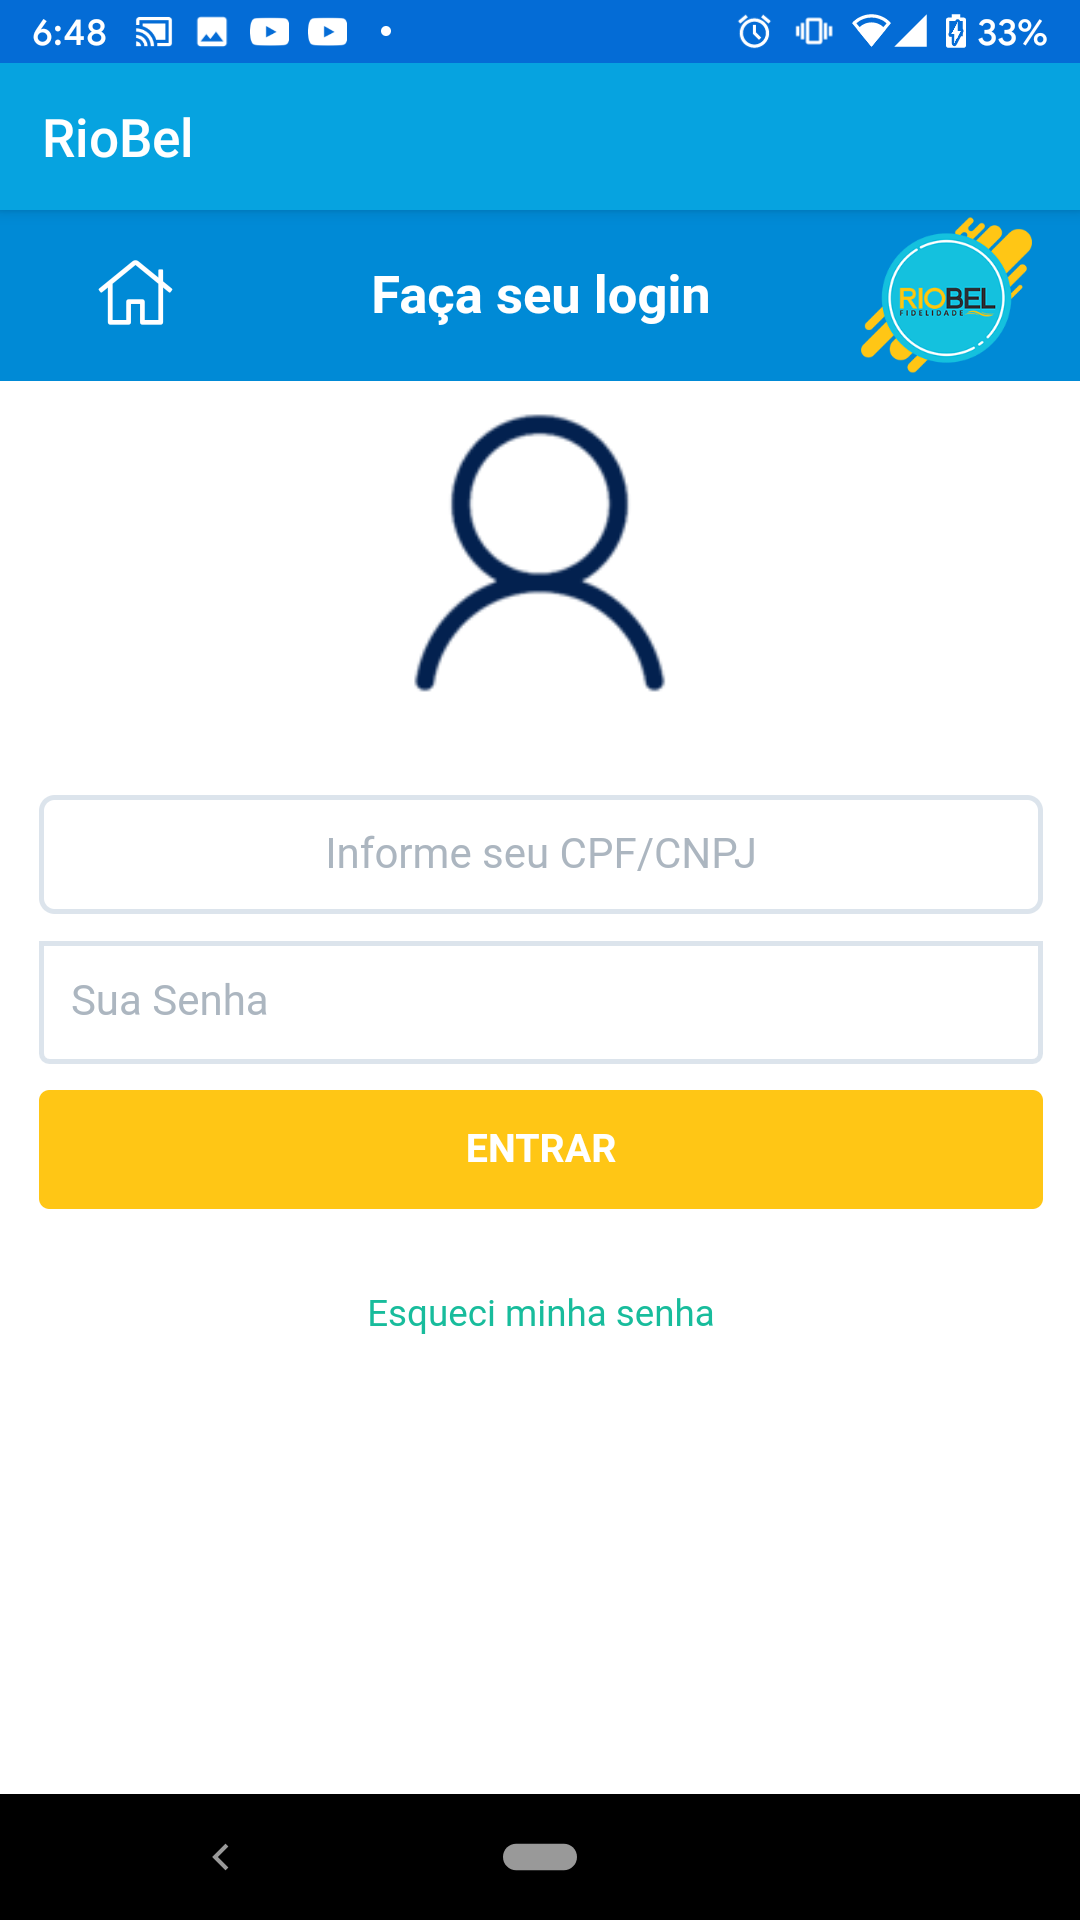 6:48
33%
RioBel
Faça seu login
RIOBEL
FIDELIDADE
Informe seu CPF/CNPJ
Sua Senha
ENTRAR
Esqueci minha senha